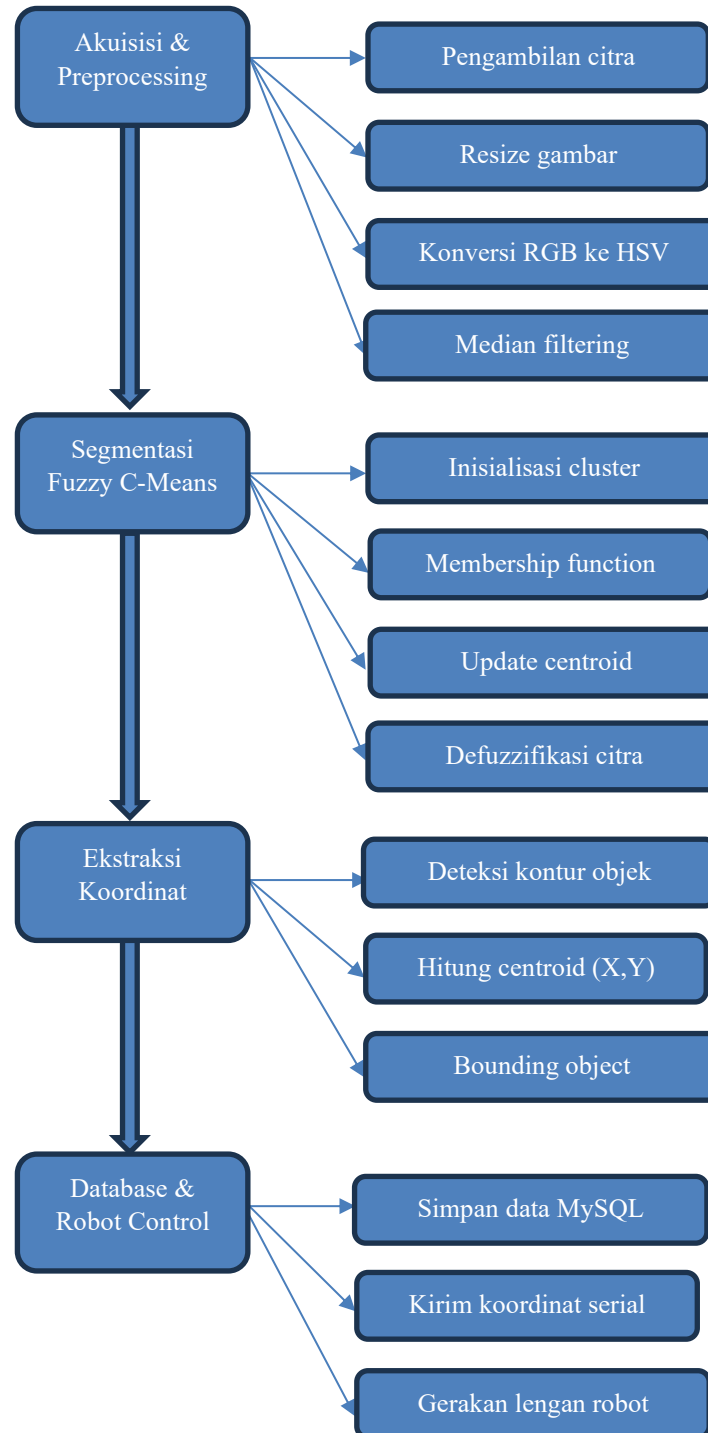 Akuisisi &
Preprocessing
Pengambilan citra
Resize gambar
Konversi RGB ke HSV
Median filtering
Segmentasi
Fuzzy C-Means
Inisialisasi cluster
Membership function
Update centroid
Defuzzifikasi citra
Ekstraksi
Koordinat
Deteksi kontur objek
Hitung centroid (X,Y)
Bounding object
Database &
Robot Control
Simpan data MySQL
Kirim koordinat serial
Gerakan lengan robot